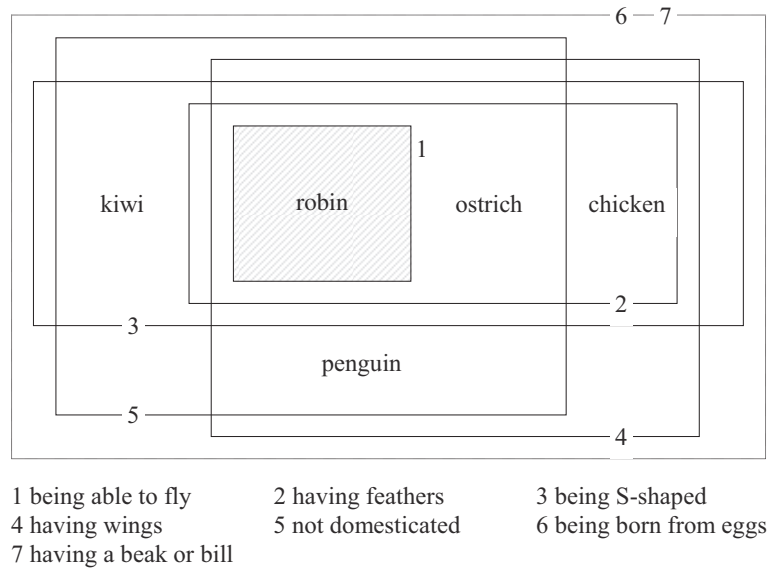 6 7
1
kiwi robin ostrich chicken
2
3
penguin
5
4
1 being able to fly 2 having feathers 3 being S-shaped
4 having wings 5 not domesticated 6 being born from eggs
7 having a beak or bill